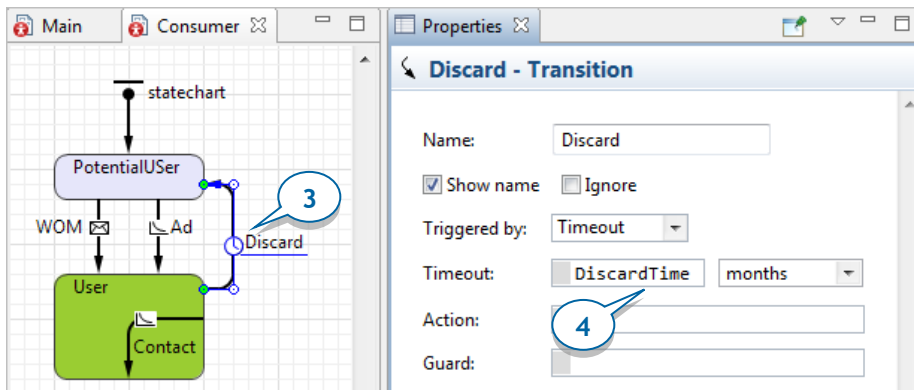 Main
Consumer
statechart
PotentialUSer
WOM
Ad
3
Discard
User
Contact
Properties
Discard - Transition
Name: Discard
Show name Ignore
Triggered by: Timeout
Timeout: DiscardTime months
4
Action:
Guard: